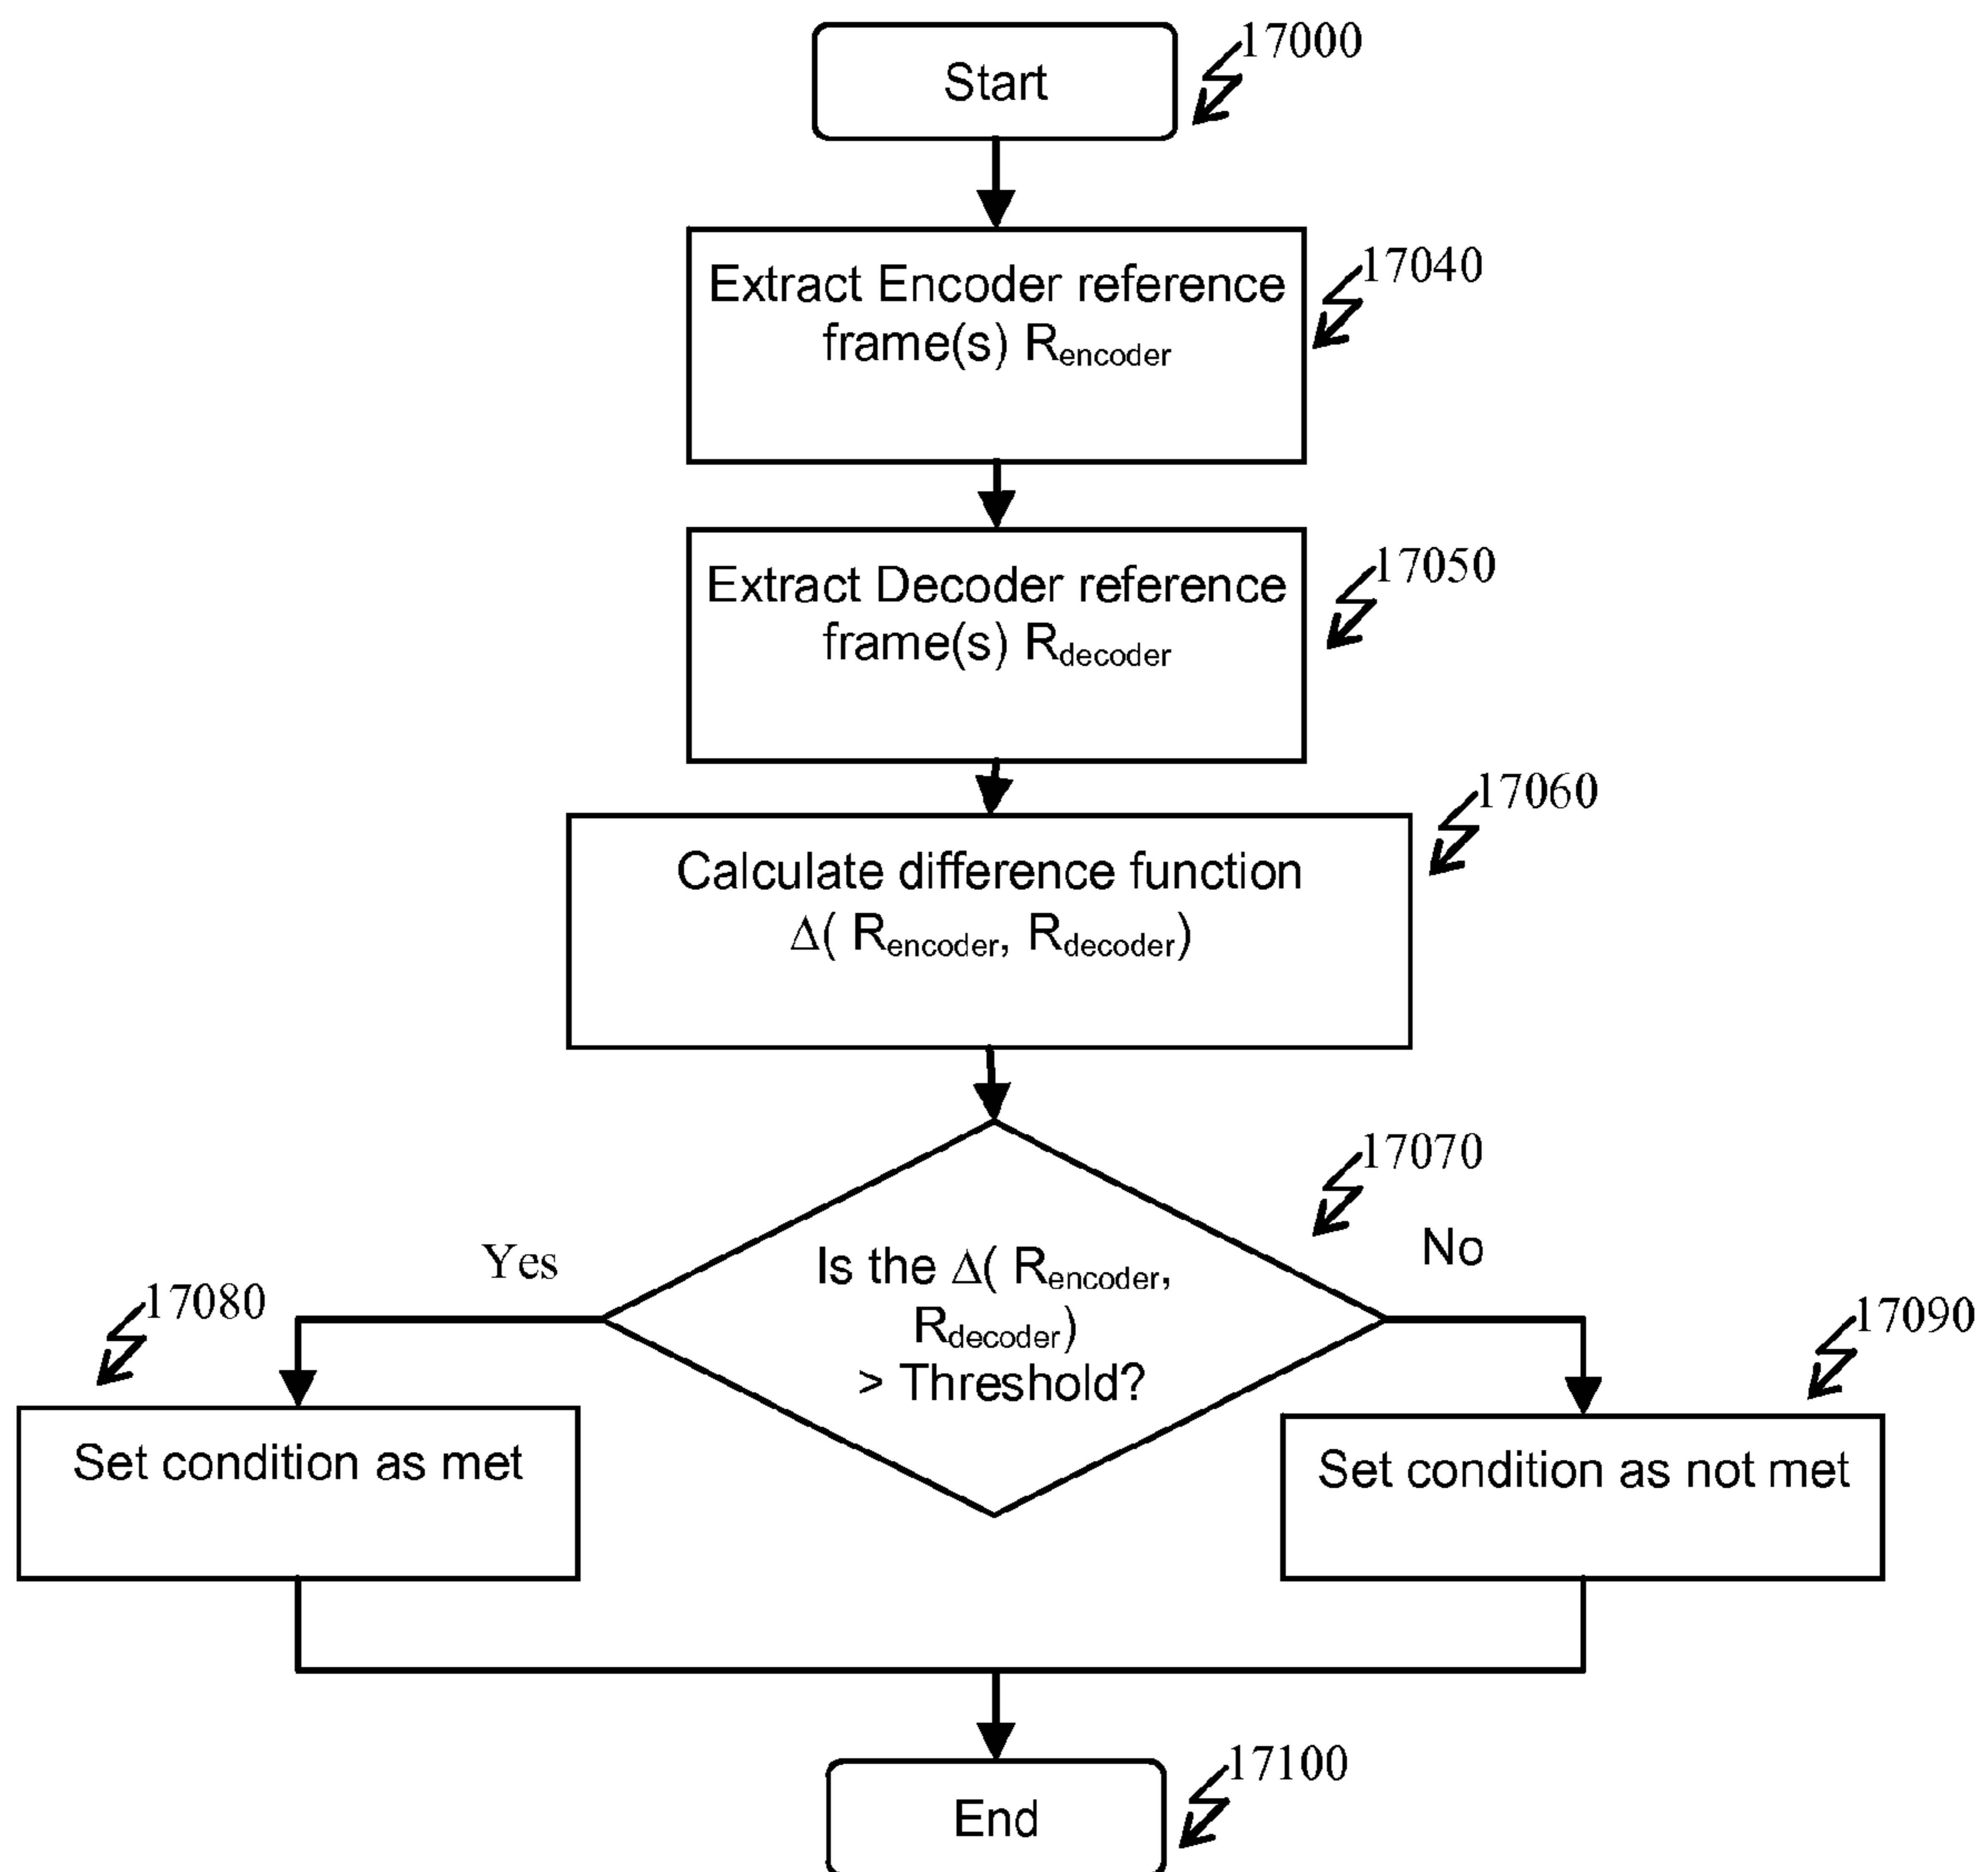 Start
17000
Extract Encoder reference
frame(s) Rencoder
17040
Extract Decoder reference
frame(s) Rdecoder
17050
Calculate difference function
Δ( Rencoder, Rdecoder)
17060
Is the Δ( Rencoder,
Rdecoder)
> Threshold?
17070
Yes
No
17080
Set condition as met
17090
Set condition as not met
End
17100